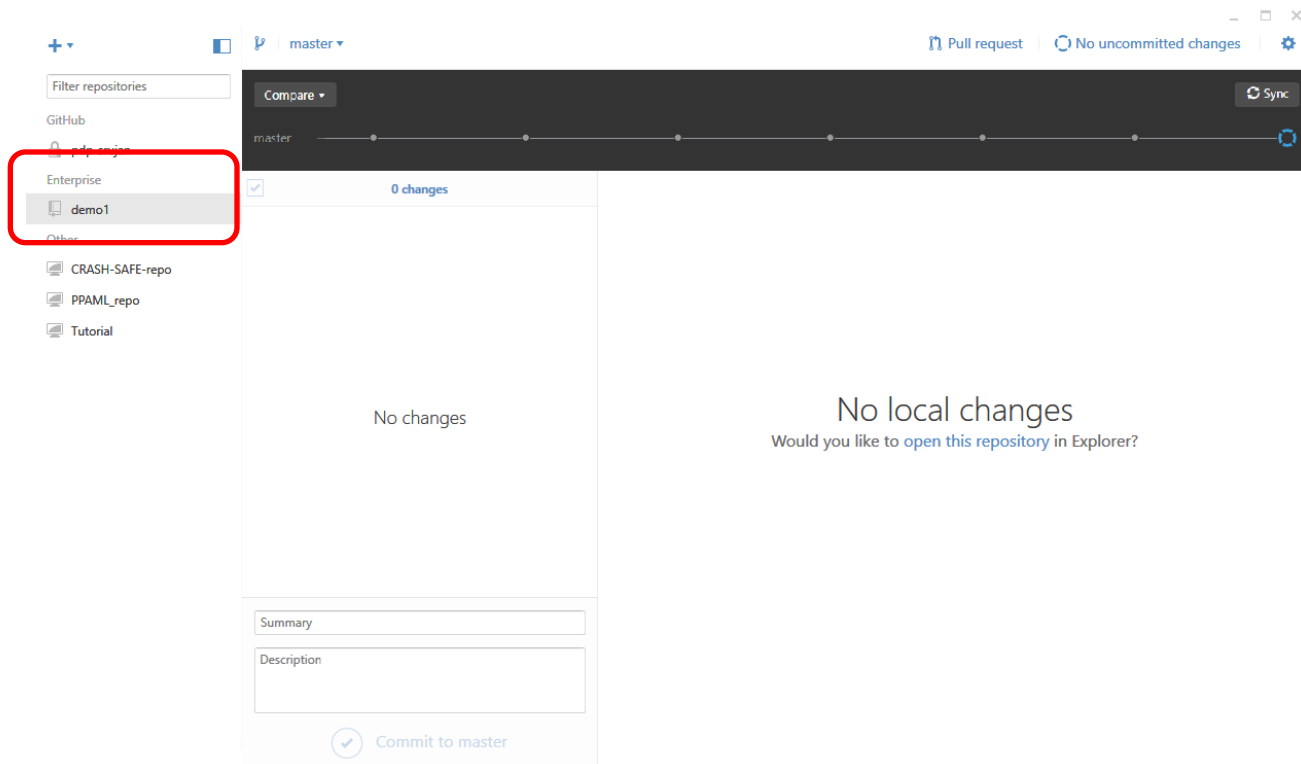 master
Pull request
No uncommitted changes
Filter repositories
Compare
Sync
GitHub
master
Enterprise
demo1
0 changes
Other
CRASH-SAFE-repo
PPAML_repo
Tutorial
No changes
No local changes
Would you like to open this repository in Explorer?
Summary
Description
Commit to master